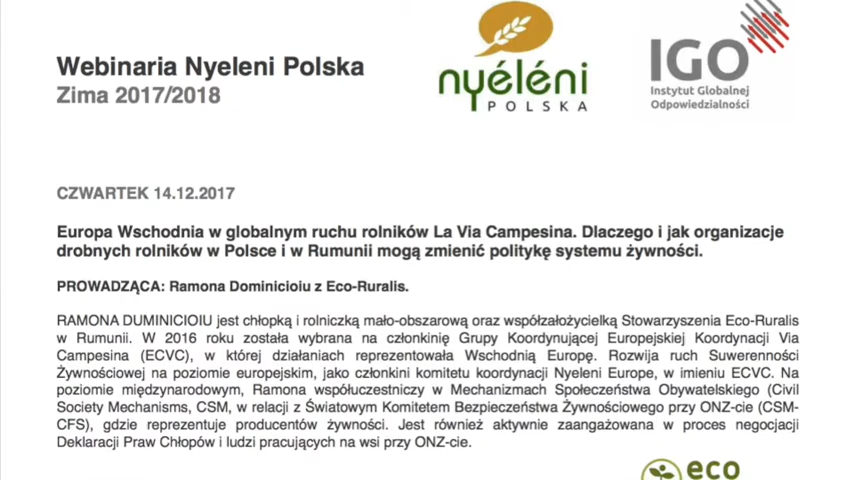 Webinaria Nyeleni Polska
Zima 2017/2018
nyéléni
POLSKA
IGO
Instytut Globalnej
Odpowiedzialności
CZWARTEK 14.12.2017
Europa Wschodnia w globalnym ruchu rolników La Via Campesina. Dlaczego i jak organizacje
drobnych rolników w Polsce i w Rumunii mogą zmienić politykę systemu żywności.
PROWADZĄCA: Ramona Dominicioiu z Eco-Ruralis.
RAMONA DUMINICIOIU jest chłopką i rolniczką mało-obszarową oraz współzałożycielką Stowarzyszenia Eco-Ruralis
w Rumunii. W 2016 roku została wybrana na członkinię Grupy Koordynującej Europejskiej Koordynacji Via
Campesina (ECVC), w której działaniach reprezentowała Wschodnią Europę. Rozwija ruch Suwerenności
Żywnościowej na poziomie europejskim, jako członkini komitetu koordynacji Nyeleni Europe, w imieniu ECVC. Na
poziomie międzynarodowym, Ramona współuczestniczy w Mechanizmach Społeczeństwa Obywatelskiego (Civil
Society Mechanisms, CSM, w relacji z Światowym Komitetem Bezpieczeństwa Żywnościowego przy ONZ-cie (CSM-
CFS), gdzie reprezentuje producentów żywności. Jest również aktywnie zaangażowana w proces negocjacji
Deklaracji Praw Chłopów i ludzi pracujących na wsi przy ONZ-cie.
eco